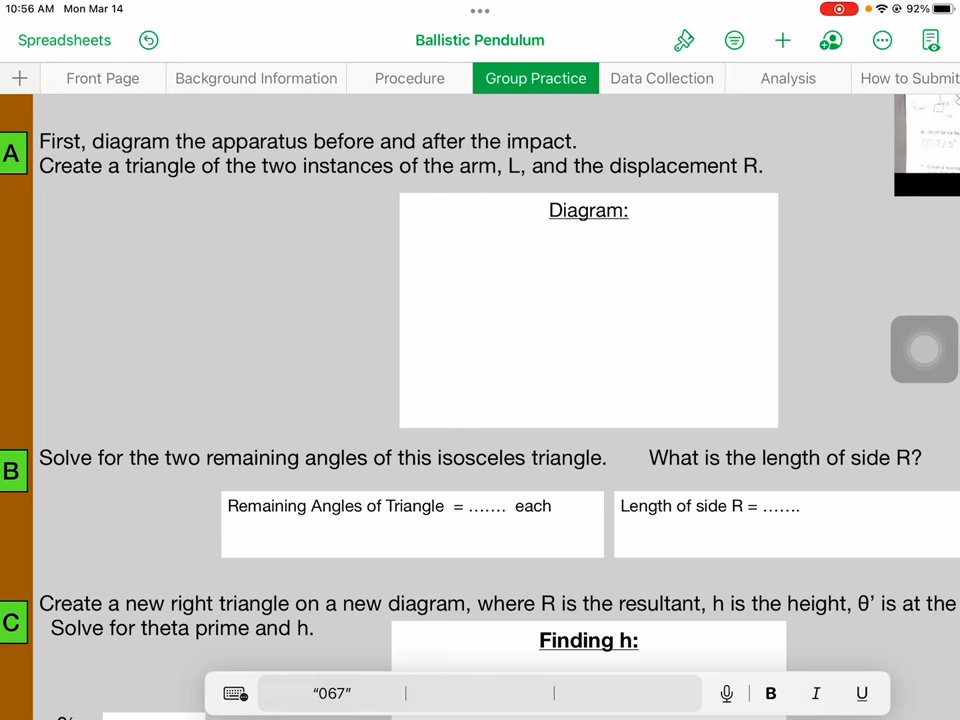 10:56 AM Mon Mar 14
92%
Spreadsheets
Ballistic Pendulum
Front Page
Background Information
Procedure
Group Practice
Data Collection
Analysis
How to Submit
A
First, diagram the apparatus before and after the impact.
Create a triangle of the two instances of the arm, L, and the displacement R.
Diagram:
B
Solve for the two remaining angles of this isosceles triangle. What is the length of side R?
Remaining Angles of Triangle = ....... each
Length of side R = .......
C
Create a new right triangle on a new diagram, where R is the resultant, h is the height, θ’ is at the
Solve for theta prime and h.
Finding h:
“067”
B I U